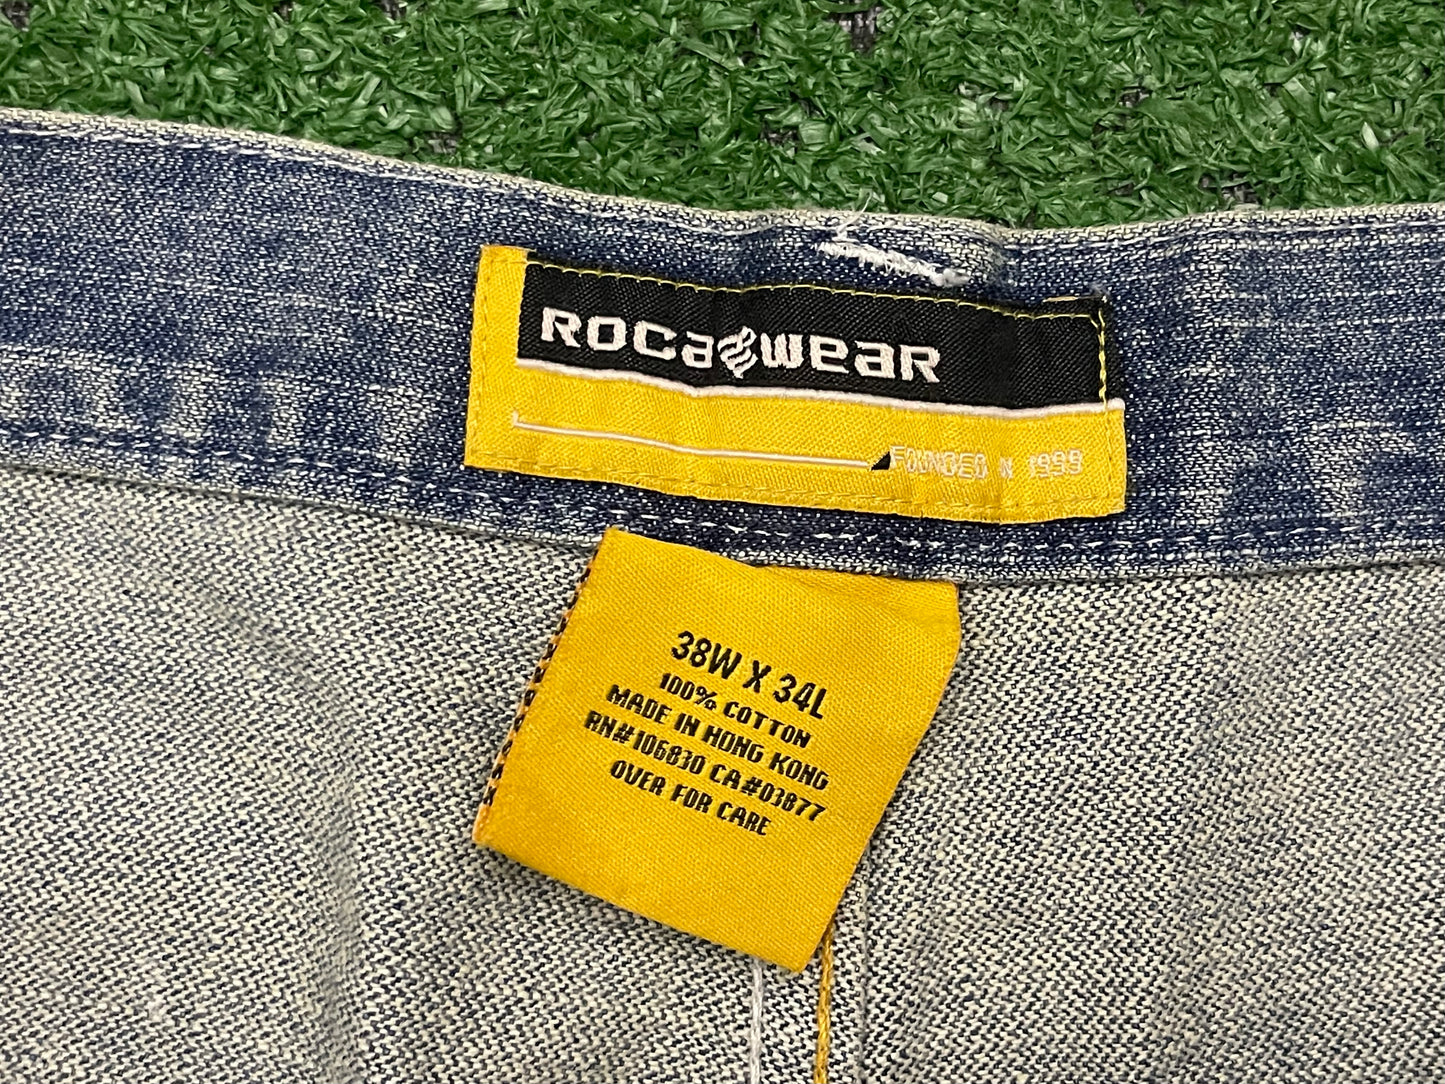 ROCAWEAR
FOUNDED IN 1999
38W X 34L
100% COTTON
MADE IN HONG KONG
RN#106830 CA#03877
OVER FOR CARE